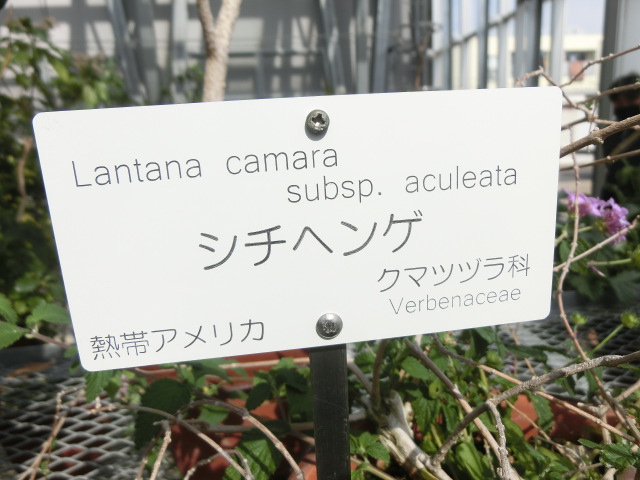 Lantana camara
subsp. aculeata
シチヘンゲ
クマツヅラ科
Verbenaceae
熱帯アメリカ